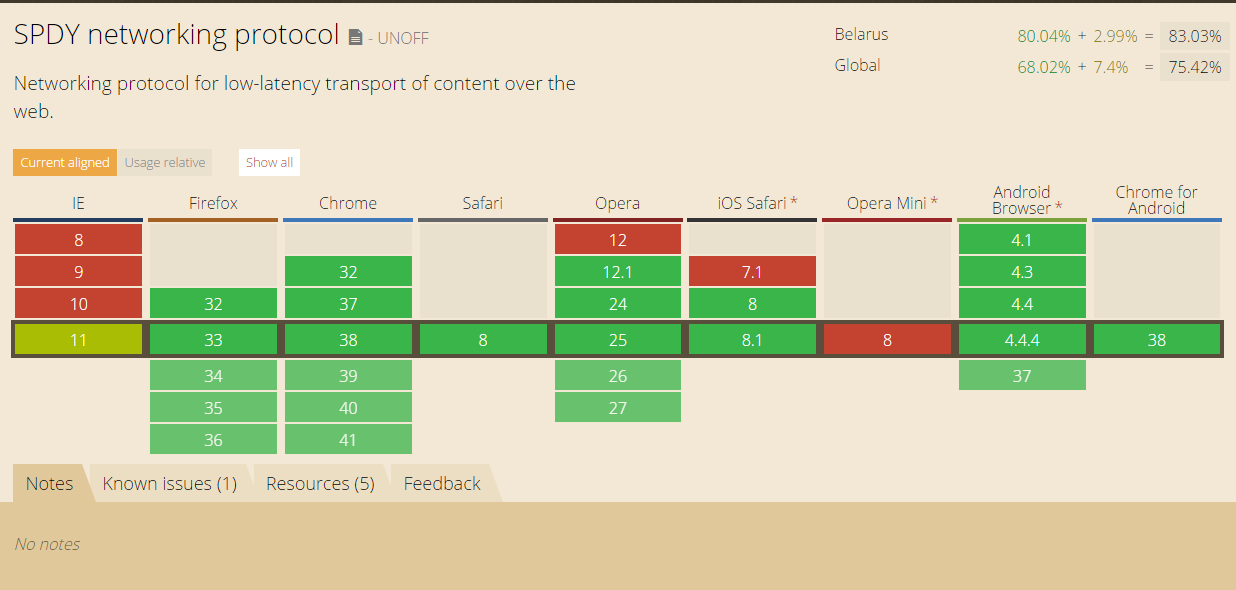 SPDY networking protocol - UNOFF
Networking protocol for low-latency transport of content over the
web.
Belarus 80.04% + 2.99% = 83.03%
Global 68.02% + 7.4% = 75.42%
Current aligned Usage relative Show all
IE Firefox Chrome Safari Opera iOS Safari * Opera Mini * Android Browser * Chrome for Android
8 12 4.1
9 32 12.1 7.1 4.3
10 32 37 24 8 4.4
11 33 38 8 25 8.1 8 4.4.4 38
34 39 26 37
35 40 27
36 41
Notes Known issues (1) Resources (5) Feedback
No notes